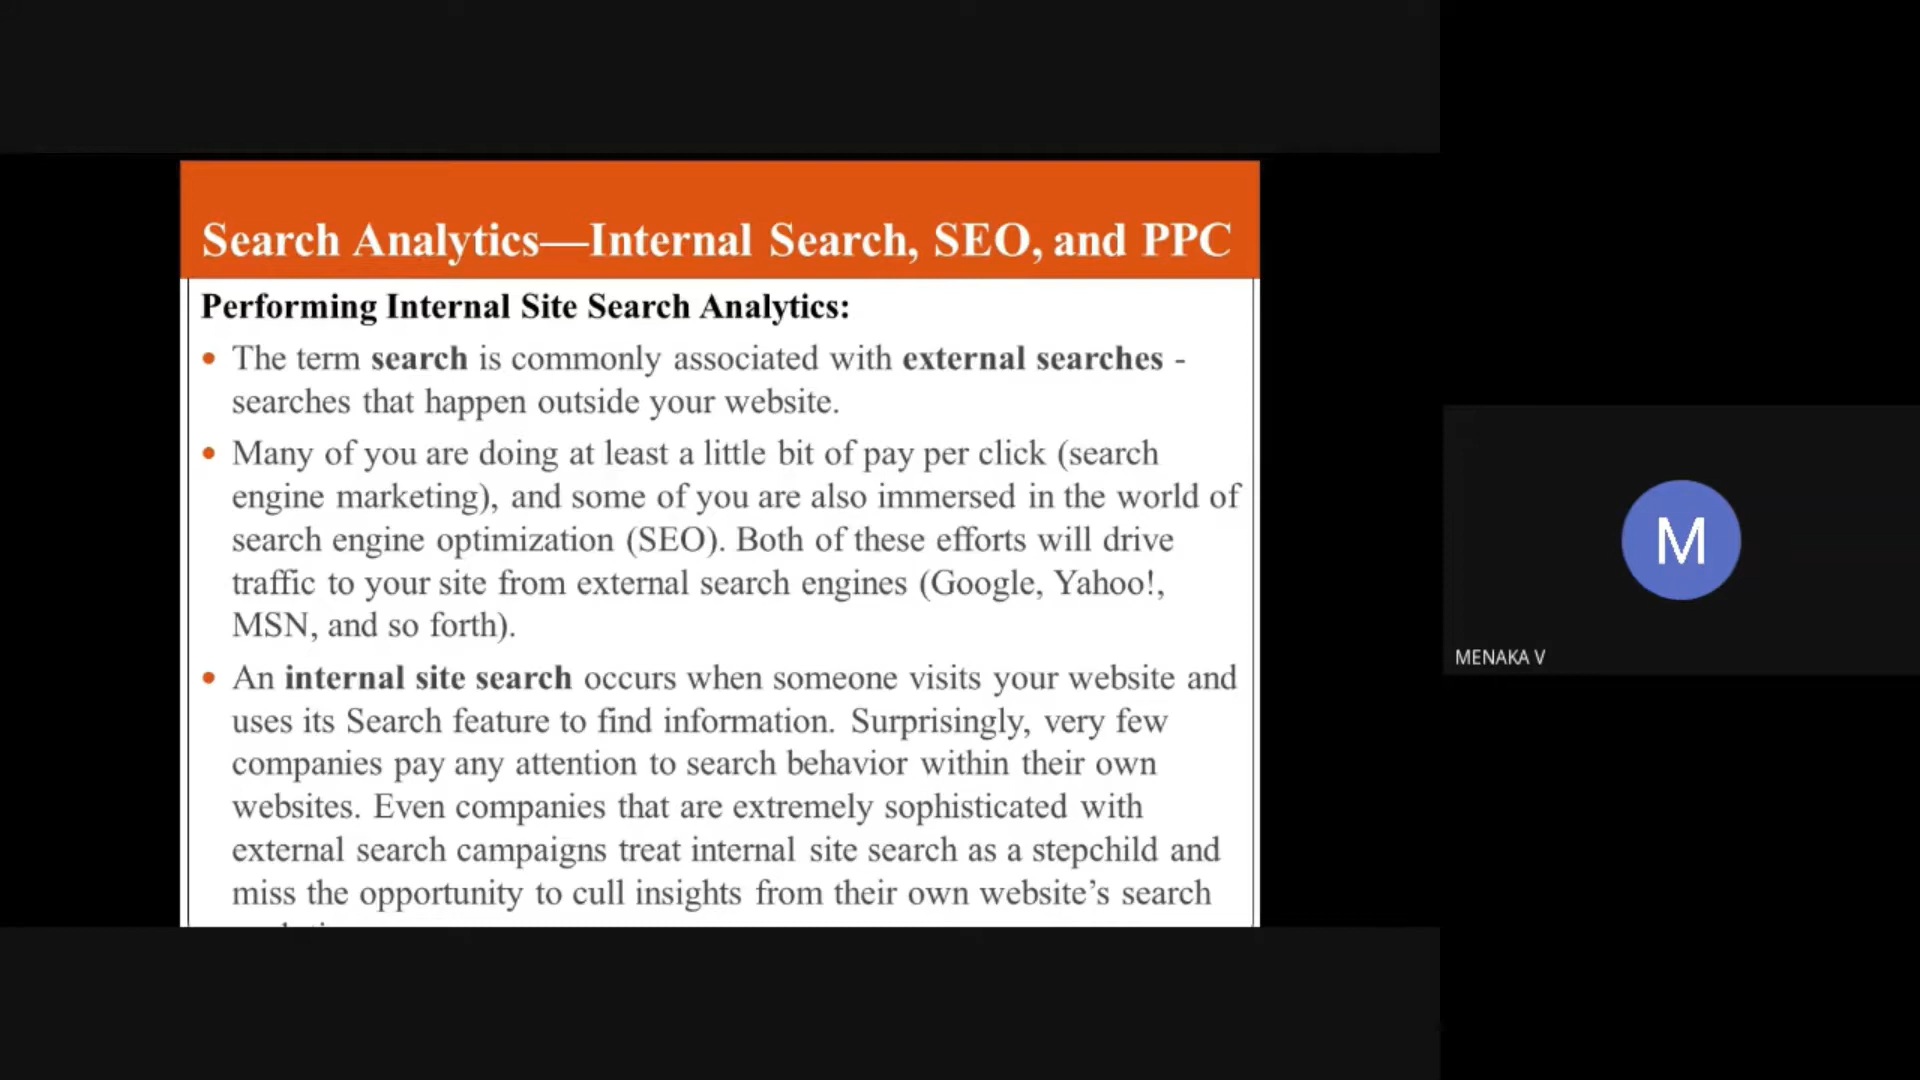 Search Analytics—Internal Search, SEO, and PPC
Performing Internal Site Search Analytics:
• The term search is commonly associated with external searches -
searches that happen outside your website.
• Many of you are doing at least a little bit of pay per click (search
engine marketing), and some of you are also immersed in the world of
search engine optimization (SEO). Both of these efforts will drive
traffic to your site from external search engines (Google, Yahoo!,
MSN, and so forth).
• An internal site search occurs when someone visits your website and
uses its Search feature to find information. Surprisingly, very few
companies pay any attention to search behavior within their own
websites. Even companies that are extremely sophisticated with
external search campaigns treat internal site search as a stepchild and
miss the opportunity to cull insights from their own website’s search
M
MENAKA V